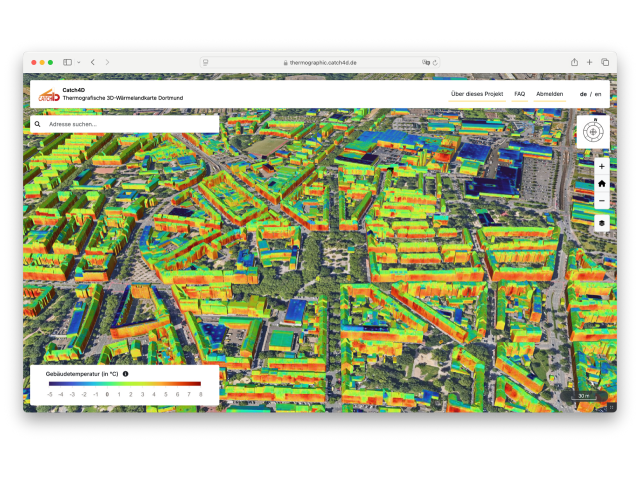 thermographic.catch4d.de
Catch4D
Thermografische 3D-Wärmelandkarte Dortmund
Über dieses Projekt
FAQ
Abmelden
de / en
Adresse suchen...
N
Gebäudetemperatur (in °C)
-5 -4 -3 -2 -1 0 1 2 3 4 5 6 7 8
30 m